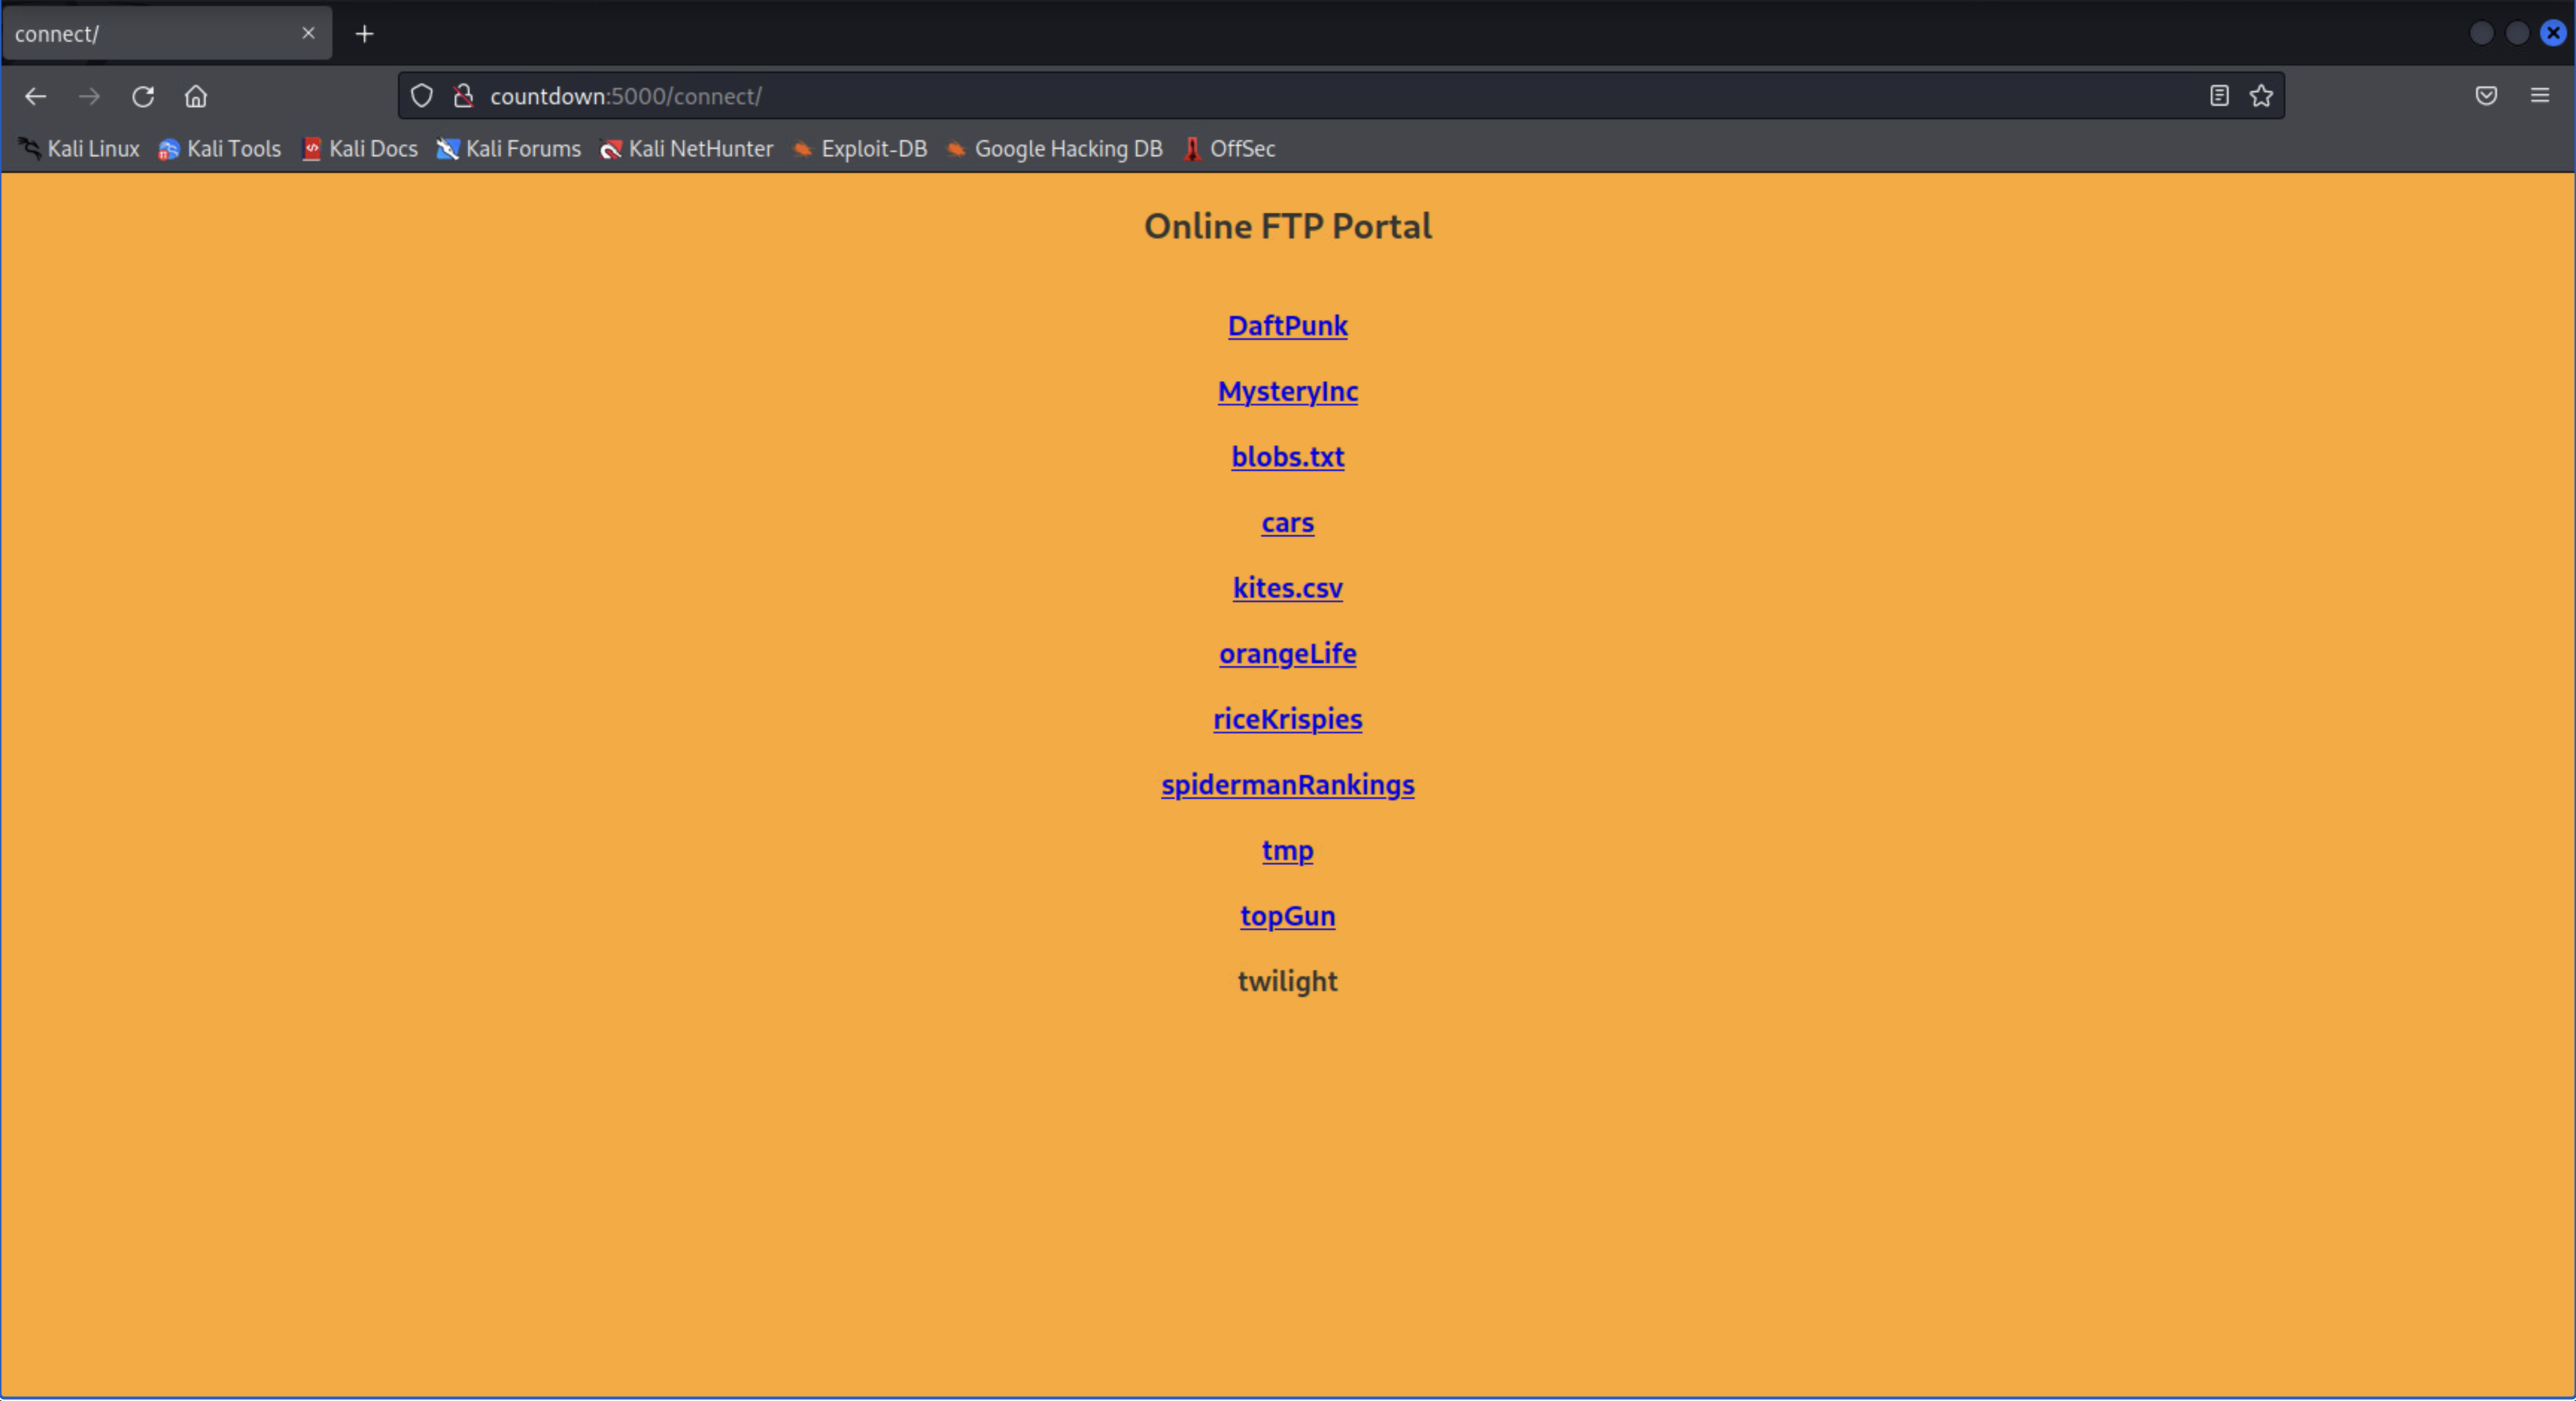 connect/
countdown:5000/connect/
Kali Linux Kali Tools Kali Docs Kali Forums Kali NetHunter Exploit-DB Google Hacking DB OffSec
Online FTP Portal
DaftPunk
MysteryInc
blobs.txt
cars
kites.csv
orangeLife
riceKrispies
spidermanRankings
tmp
topGun
twilight